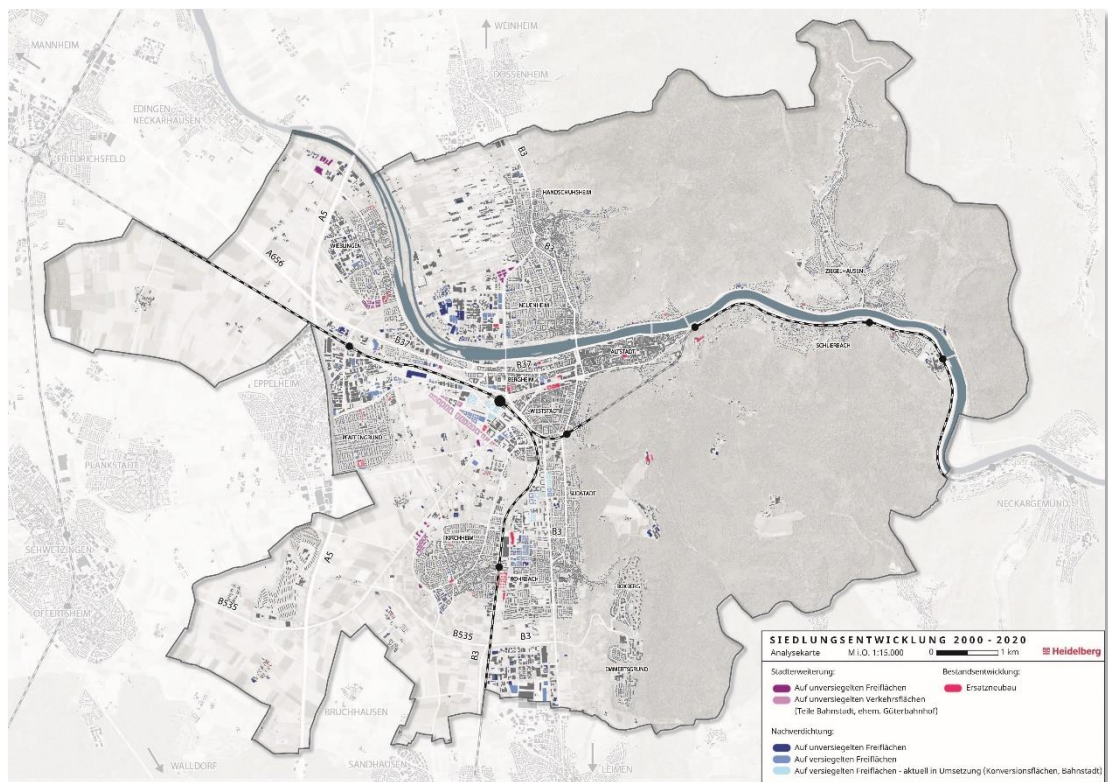 WEINHEIM
MANNHEIM
DOSSENHEIM
EDINGEN
NECKARHAUSEN
FRIEDRICHSFELD
B3
HANDSCHUHSHEIM
A5
WIEBLINGEN
A656
B3
ZIEGELHAUSEN
NEUENHEIM
B37
ALTSTADT
SCHLIERBACH
B37
BERGHEIM
EPPELHEIM
WESTSTADT
PFAFFENGRUND
PLANKSTADT
SÜDSTADT
NECKARGEMÜND
B3
KIRCHHEIM
SCHWETZINGEN
A5
ROHRBACH
BOXBERG
B535
OFTERSHEIM
B535
B3
B3
EMMERTSGRUND
BRUCHHAUSEN
WALLDORF
SANDHAUSEN
LEIMEN
SIEDLUNGSENTWICKLUNG 2000 - 2020
Analysekarte M i.O. 1:15.000 0 1 km Heidelberg
Stadterweiterung: Bestandsentwicklung:
Auf unversiegelten Freiflächen Ersatzneubau
Auf unversiegelten Verkehrsflächen
(Teile Bahnstadt, ehem. Güterbahnhof)
Nachverdichtung:
Auf unversiegelten Freiflächen
Auf versiegelten Freiflächen
Auf versiegelten Freiflächen - aktuell in Umsetzung (Konversionsflächen, Bahnstadt)